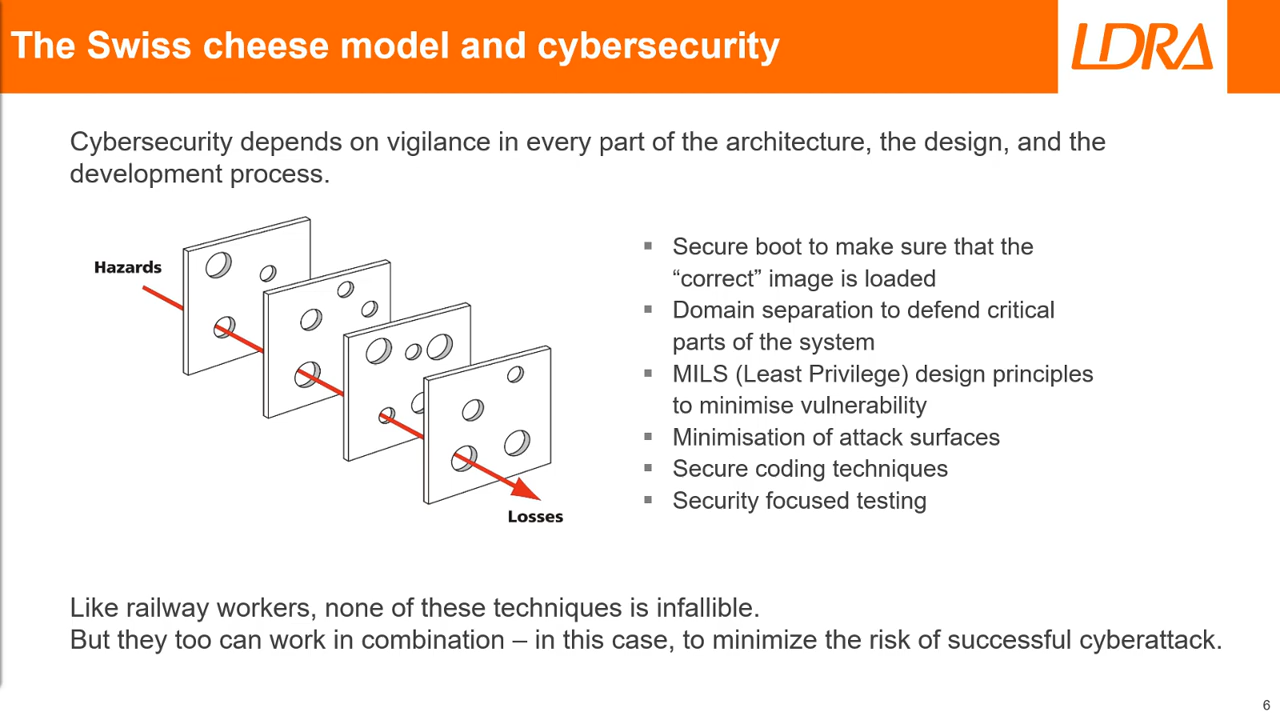 The Swiss cheese model and cybersecurity
LDRA
Cybersecurity depends on vigilance in every part of the architecture, the design, and the
development process.
Hazards
Losses
▪ Secure boot to make sure that the
“correct” image is loaded
▪ Domain separation to defend critical
parts of the system
▪ MILS (Least Privilege) design principles
to minimise vulnerability
▪ Minimisation of attack surfaces
▪ Secure coding techniques
▪ Security focused testing
Like railway workers, none of these techniques is infallible.
But they too can work in combination – in this case, to minimize the risk of successful cyberattack.
6